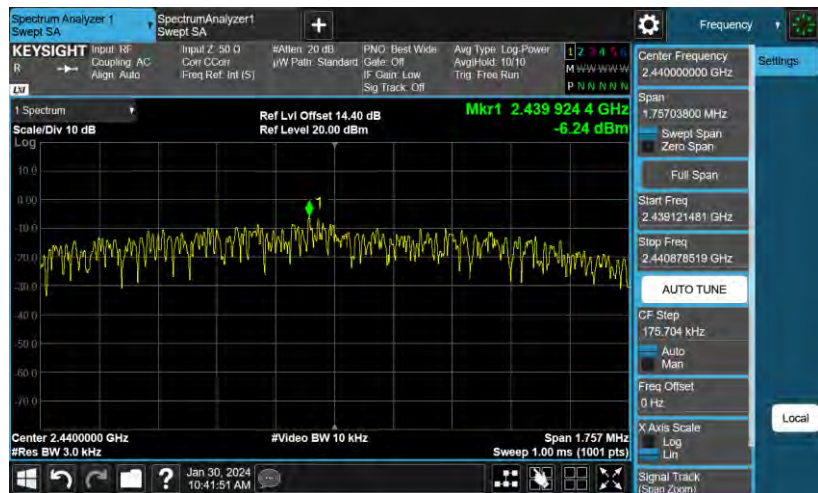 Spectrum Analyzer 1
Swept SA
SpectrumAnalyzer1
Swept SA
+
Frequency
KEYSIGHT
R
LXI
Input: RF
Coupling: AC
Align: Auto
Input Z: 50 Ω
Corr CCorr
Freq Ref: Int (S)
#Atten: 20 dB
µW Path: Standard
PNO: Best Wide
Gate: Off
IF Gain: Low
Sig Track: Off
Avg Type: Log-Power
Avg|Hold: 10/10
Trig: Free Run
1 2 3 4 5 6
M W W W W W
P N N N N N
1 Spectrum
Scale/Div 10 dB
Log
Ref Lvl Offset 14.40 dB
Ref Level 20.00 dBm
Mkr1 2.439 924 4 GHz
-6.24 dBm
10.0
0.00
-10.0
-20.0
-30.0
-40.0
-50.0
-60.0
-70.0
1
Center 2.4400000 GHz
#Res BW 3.0 kHz
#Video BW 10 kHz
Span 1.757 MHz
Sweep 1.00 ms (1001 pts)
Center Frequency
2.440000000 GHz
Span
1.75703800 MHz
Swept Span
Zero Span
Full Span
Start Freq
2.439121481 GHz
Stop Freq
2.440878519 GHz
AUTO TUNE
CF Step
175.704 kHz
Auto
Man
Freq Offset
0 Hz
X Axis Scale
Log
Lin
Signal Track
(Span Zoom)
Settings
Local
?
Jan 30, 2024
10:41:51 AM